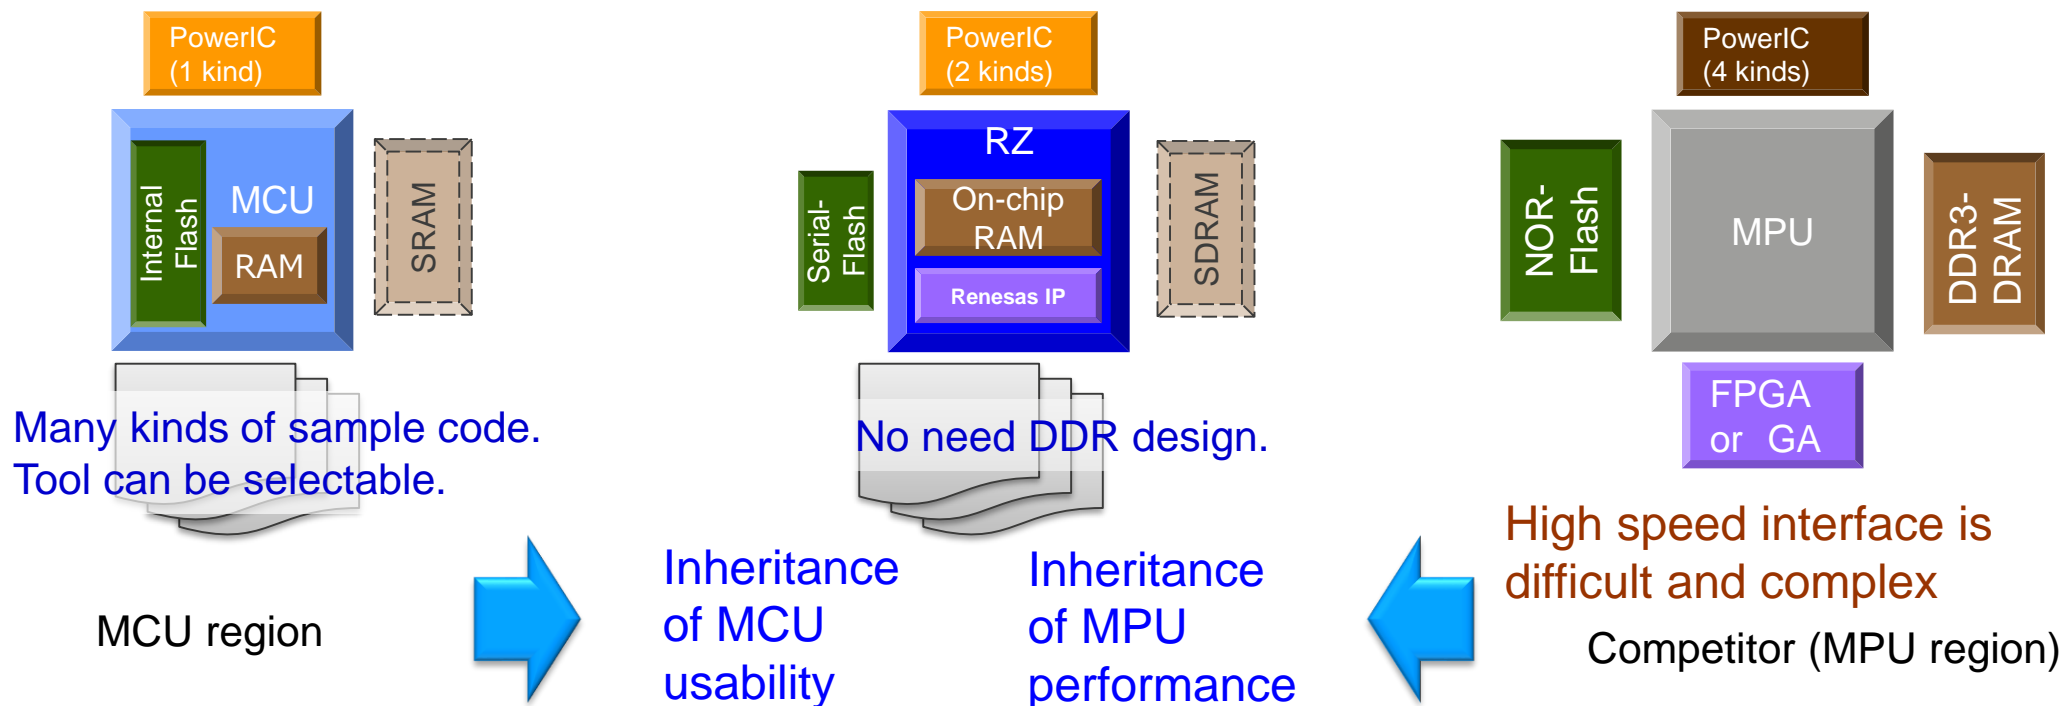 PowerIC
(1 kind)
Internal
Flash
MCU
RAM
SRAM
Many kinds of sample code.
Tool can be selectable.
MCU region
PowerIC
(2 kinds)
RZ
Serial-
Flash
On-chip
RAM
Renesas IP
SDRAM
No need DDR design.
Inheritance
of MCU
usability
Inheritance
of MPU
performance
PowerIC
(4 kinds)
NOR-
Flash
MPU
DDR3-
DRAM
FPGA
or GA
High speed interface is
difficult and complex
Competitor (MPU region)